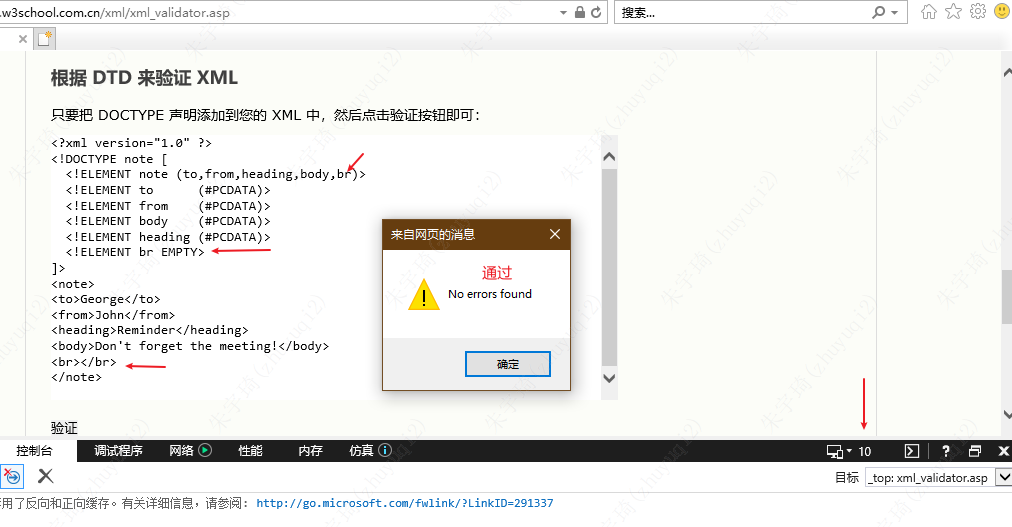 .w3school.com.cn/xml/xml_validator.asp
搜索...
根据 DTD 来验证 XML
只要把 DOCTYPE 声明添加到您的 XML 中，然后点击验证按钮即可：
<?xml version="1.0" ?>
<!DOCTYPE note [
<!ELEMENT note (to,from,heading,body,br)>
<!ELEMENT to      (#PCDATA)>
<!ELEMENT from    (#PCDATA)>
<!ELEMENT body    (#PCDATA)>
<!ELEMENT heading (#PCDATA)>
<!ELEMENT br EMPTY>
]>
<note>
<to>George</to>
<from>John</from>
<heading>Reminder</heading>
<body>Don't forget the meeting!</body>
<br></br>
</note>
来自网页的消息
通过
No errors found
确定
验证
控制台 调试程序 网络 性能 内存 仿真 10
目标 _top: xml_validator.asp
用了反向和正向缓存。有关详细信息，请参阅: http://go.microsoft.com/fwlink/?LinkID=291337
朱宇琦(zhuyuqi2)